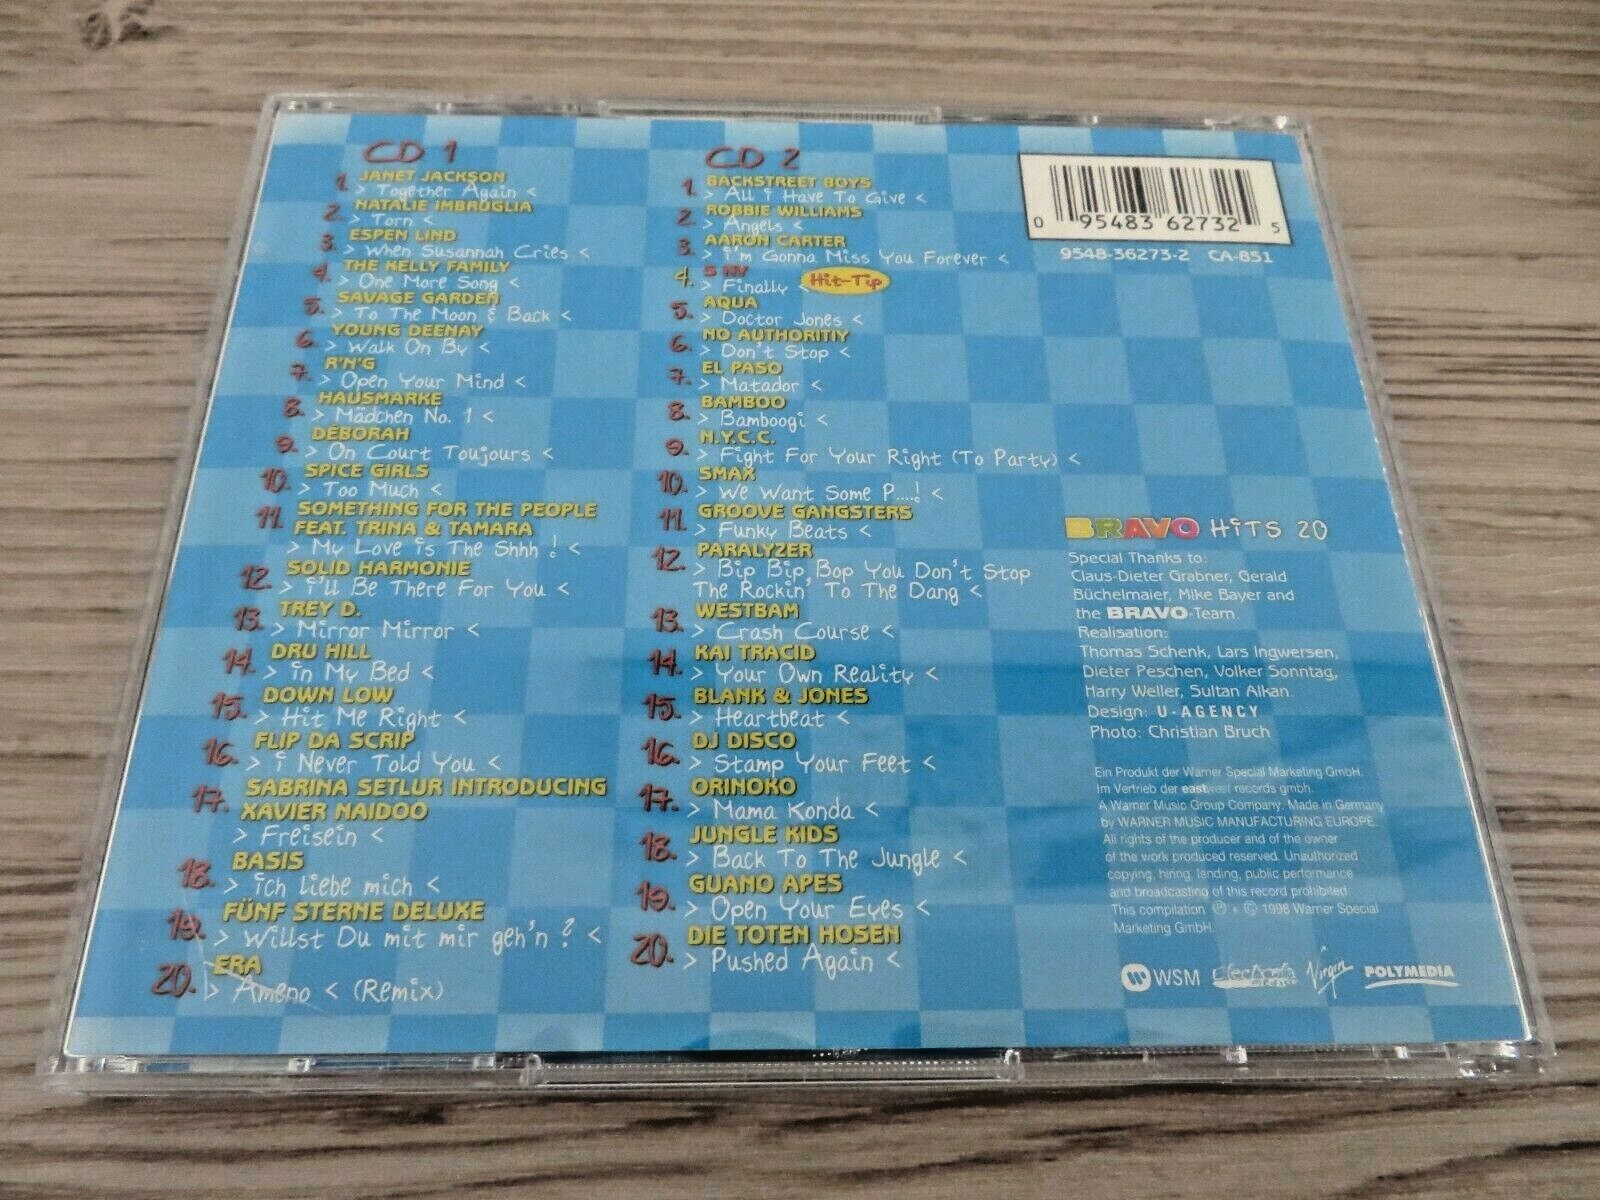 CD 1
1. JANET JACKSON
> Together Again <
2. NATALIE IMBRUGLIA
> Torn <
3. ESPEN LIND
> When Susannah Cries <
4. THE KELLY FAMILY
> One More Song <
5. SAVAGE GARDEN
> To The Moon & Back <
6. YOUNG DEENAY
> Walk On By <
7. R'N'G
> Open Your Mind <
8. HAUSMARKE
> Mädchen No. 1 <
9. DÉBORAH
> On Court Toujours <
10. SPICE GIRLS
> Too Much <
11. SOMETHING FOR THE PEOPLE
FEAT. TRINA & TAMARA
> My Love is The Shhh ! <
12. SOLID HARMONIE
> i'll Be There For You <
13. TREY D.
> Mirror Mirror <
14. DRU HILL
> in My Bed <
15. DOWN LOW
> Hit Me Right <
16. FLIP DA SCRIP
> i Never Told You <
17. SABRINA SETLUR INTRODUCING
XAVIER NAIDOO
> Freisein <
18. BASIS
> ich liebe mich <
19. FÜNF STERNE DELUXE
> Willst Du mit mir geh'n ? <
20. ERA
> Ameno < (Remix)
CD 2
1. BACKSTREET BOYS
> All i Have To Give <
2. ROBBIE WILLIAMS
> Angels <
3. AARON CARTER
> i'm Gonna Miss You Forever <
4. 5 NY
> Finally < Hit-Tip
5. AQUA
> Doctor Jones <
6. NO AUTHORITIY
> Don't Stop <
7. EL PASO
> Matador <
8. BAMBOO
> Bamboogi <
9. N.Y.C.C.
> Fight For Your Right (To Party) <
10. SMAX
> We Want Some P....! <
11. GROOVE GANGSTERS
> Funky Beats <
12. PARALYZER
> Bip Bip Bop You Don't Stop
The Rockin' To The Dang <
13. WESTBAM
> Crash Course <
14. KAI TRACID
> Your Own Reality <
15. BLANK & JONES
> Heartbeat <
16. DJ DISCO
> Stamp Your Feet <
17. ORINOKO
> Mama Konda <
18. JUNGLE KIDS
> Back To The Jungle <
19. GUANO APES
> Open Your Eyes <
20. DIE TOTEN HOSEN
> Pushed Again <
0 95483 62732 5
9548-36273-2 CA-851
BRAVO HiTS 20
Special Thanks to:
Claus-Dieter Grabner, Gerald
Büchelmaier, Mike Bayer and
the BRAVO-Team.
Realisation:
Thomas Schenk, Lars Ingwersen,
Dieter Peschen, Volker Sonntag,
Harry Weller, Sultan Alkan.
Design: U-AGENCY
Photo: Christian Bruch
Ein Produkt der Warner Special Marketing GmbH.
Im Vertrieb der eastwest records gmbh.
A Warner Music Group Company. Made in Germany
by WARNER MUSIC MANUFACTURING EUROPE.
All rights of the producer and of the owner
of the work produced reserved. Unauthorized
copying, hiring, lending, public performance
and broadcasting of this record prohibited.
This compilation ℗ + © 1998 Warner Special
Marketing GmbH.
WSM Virgin POLYMEDIA